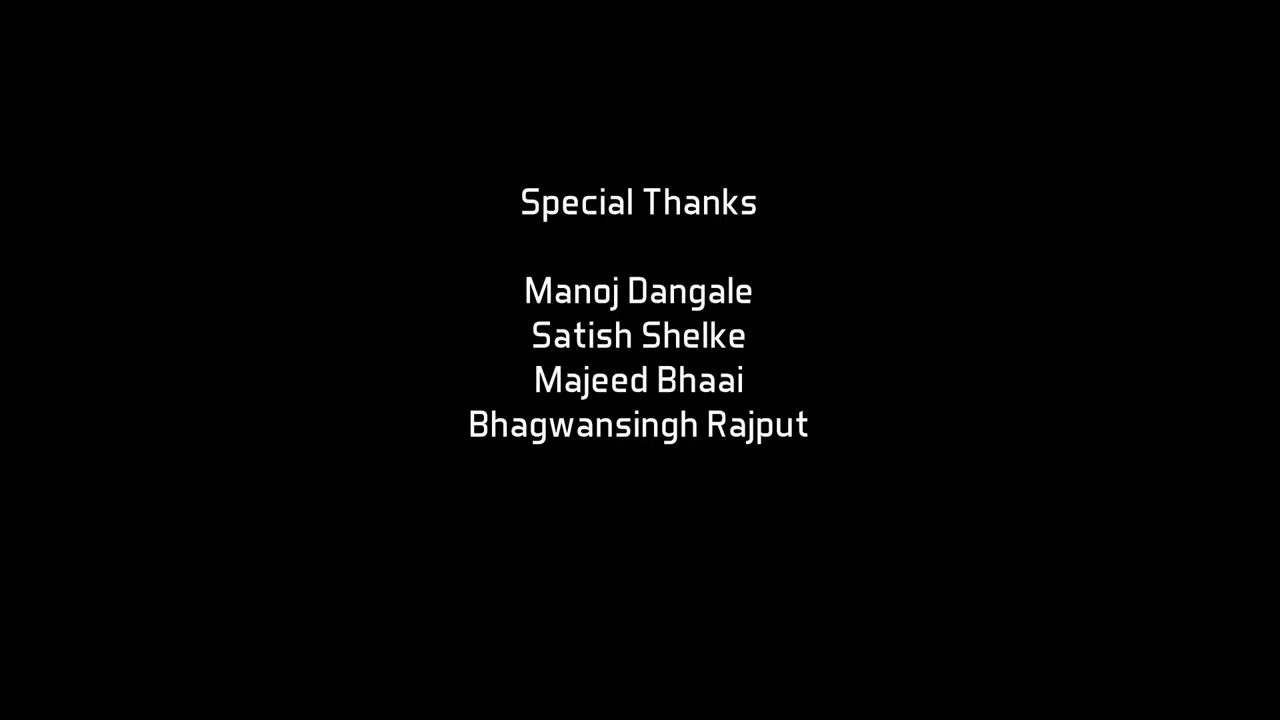 Special Thanks
Manoj Dangale
Satish Shelke
Majeed Bhaai
Bhagwansingh Rajput